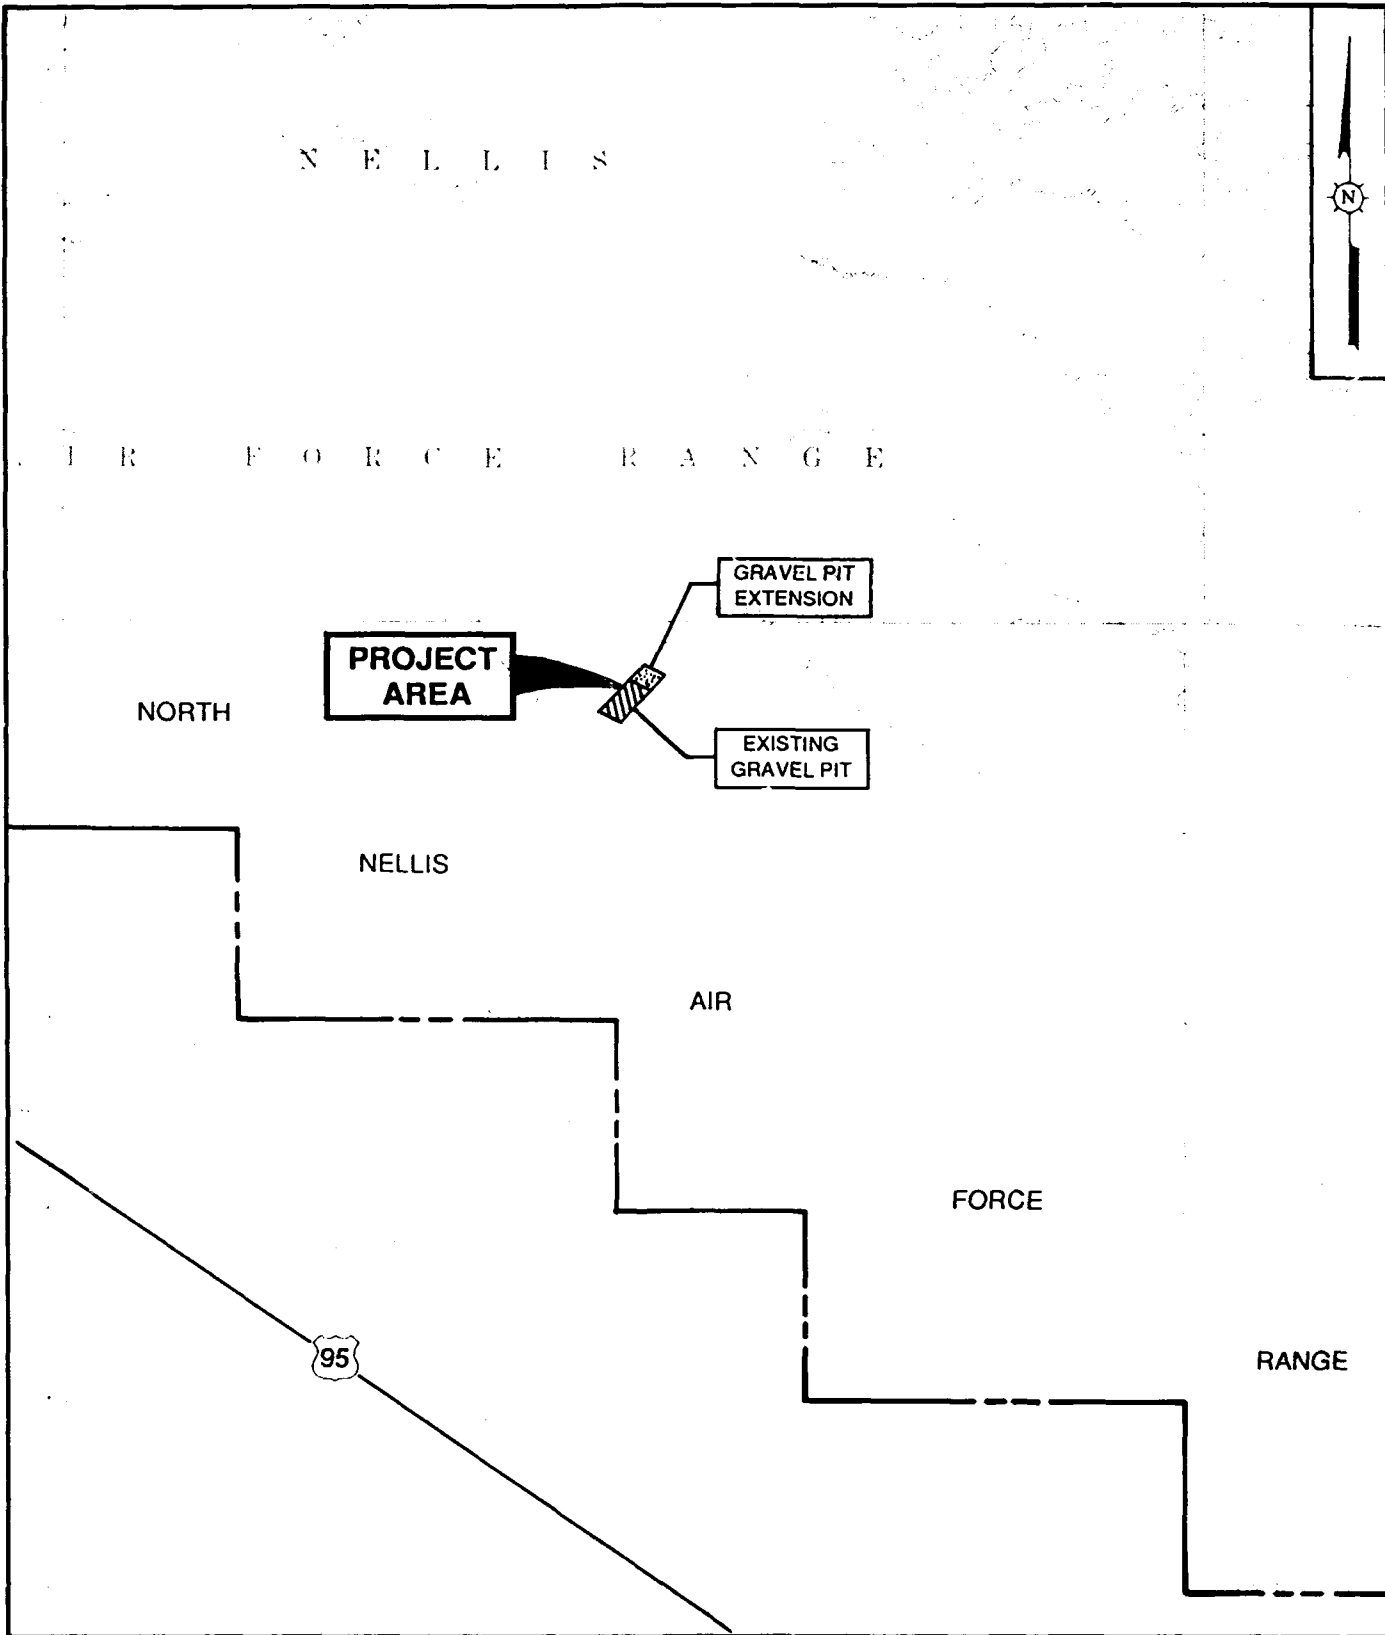 N E L L I S
N
I R F O R C E R A N G E
GRAVEL PIT
EXTENSION
PROJECT
AREA
NORTH
EXISTING
GRAVEL PIT
NELLIS
AIR
FORCE
95
RANGE